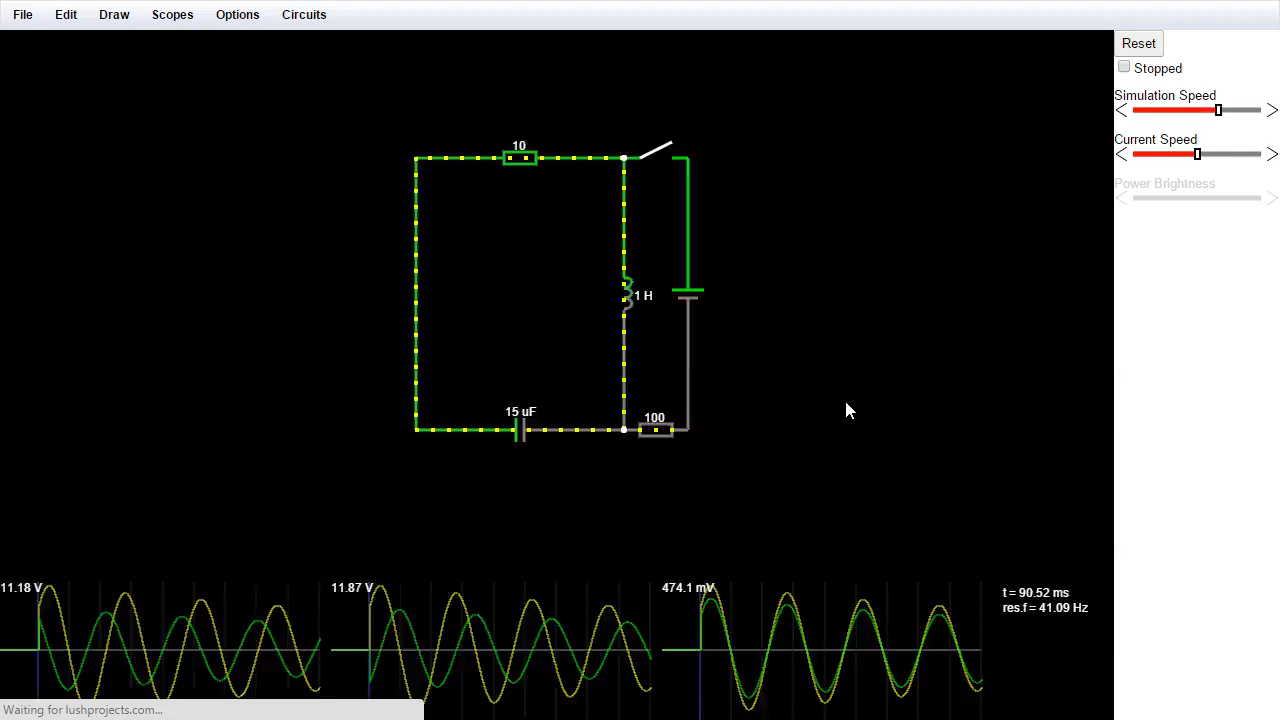 File Edit Draw Scopes Options Circuits
Reset
Stopped
Simulation Speed
Current Speed
Power Brightness
10
1 H
15 uF
100
11.18 V
11.87 V
474.1 mV
t = 90.52 ms
res.f = 41.09 Hz
Waiting for lushprojects.com...